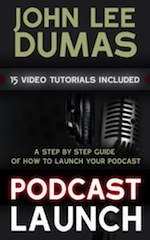 JOHN LEE
DUMAS
15 VIDEO TUTORIALS INCLUDED
A STEP BY STEP GUIDE
OF HOW TO LAUNCH YOUR PODCAST
PODCAST
LAUNCH